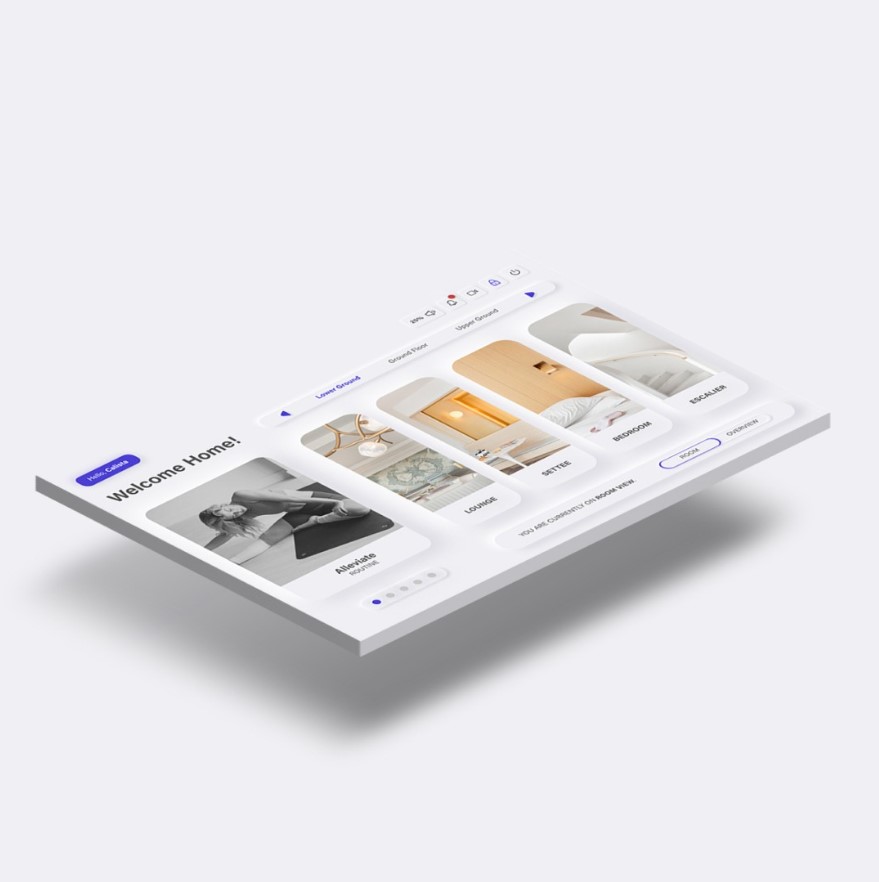 Hello, Calista
Welcome Home!
Alleviate
ROUTINE
Lower Ground
Ground Floor
Upper Ground
LOUNGE
SETTEE
BEDROOM
ESCALIER
YOU ARE CURRENTLY ON ROOM VIEW.
ROOM
OVERVIEW